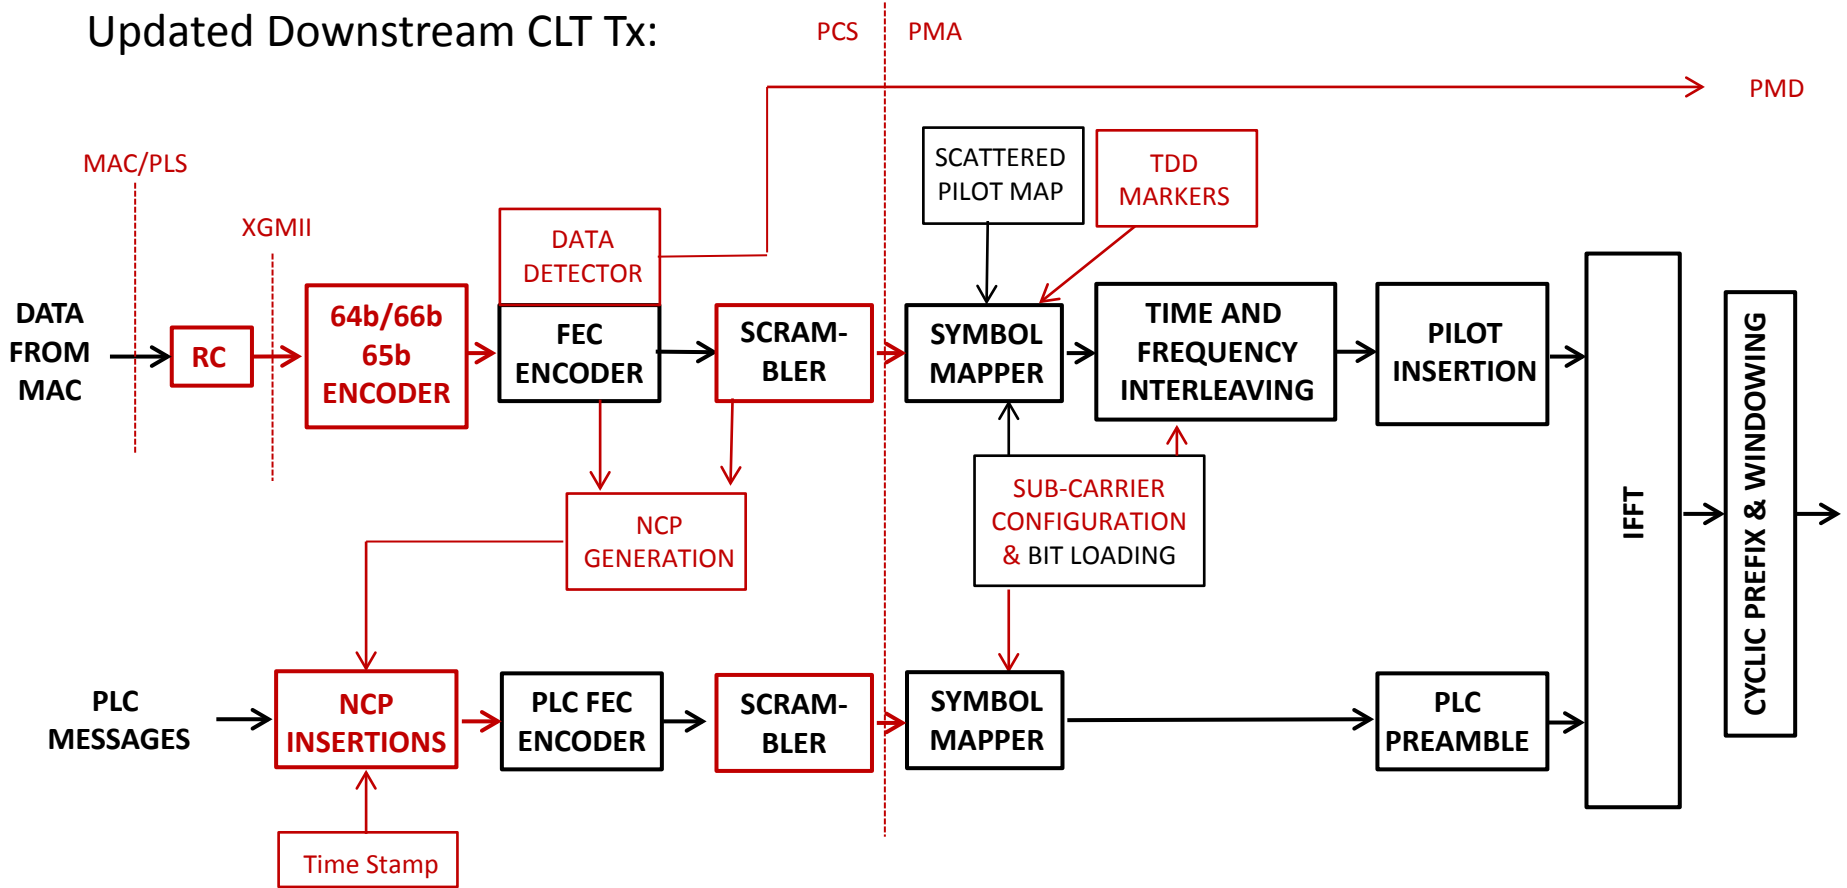 Updated Downstream CLT Tx:
PCS
PMA
PMD
MAC/PLS
XGMII
DATA
DETECTOR
SCATTERED
PILOT MAP
TDD
MARKERS
DATA
FROM
MAC
RC
64b/66b
65b
ENCODER
FEC
ENCODER
SCRAM-
BLER
SYMBOL
MAPPER
TIME AND
FREQUENCY
INTERLEAVING
PILOT
INSERTION
IFFT
CYCLIC PREFIX & WINDOWING
NCP
GENERATION
SUB-CARRIER
CONFIGURATION
& BIT LOADING
PLC
MESSAGES
NCP
INSERTIONS
PLC FEC
ENCODER
SCRAM-
BLER
SYMBOL
MAPPER
PLC
PREAMBLE
Time Stamp